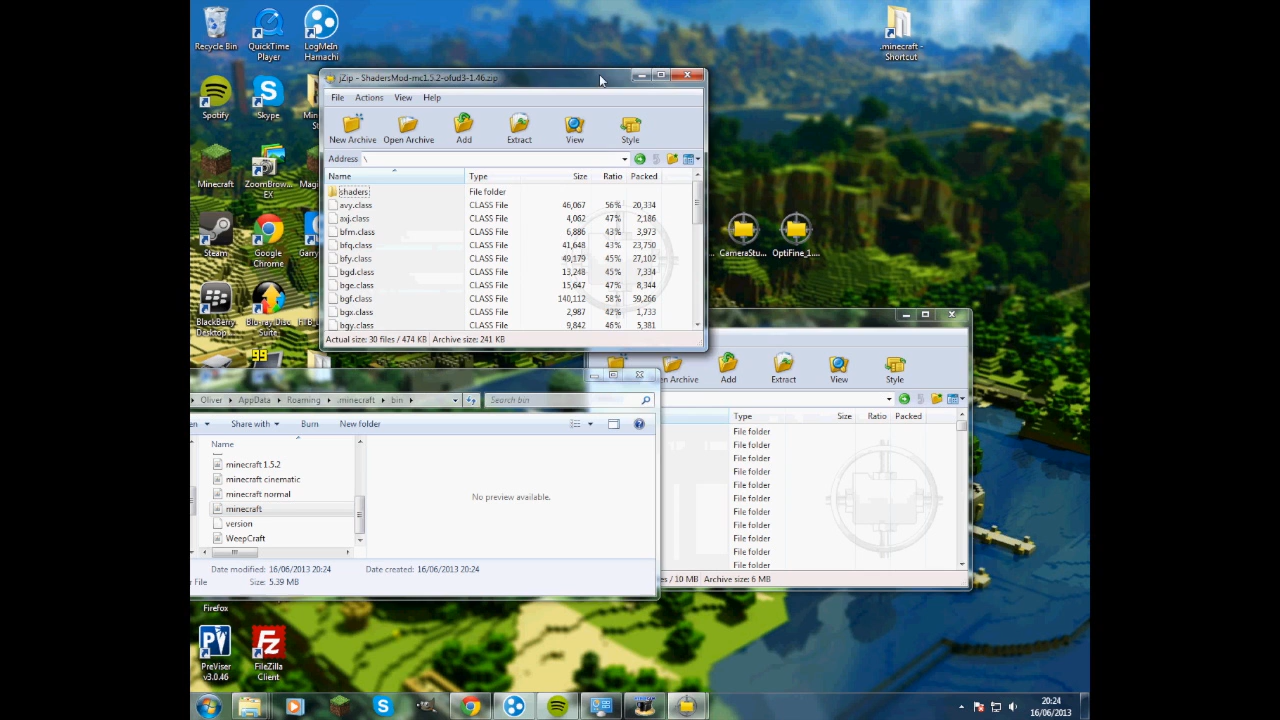 Recycle Bin
QuickTime Player
LogMeIn Hamachi
.minecraft - Shortcut
Spotify
Skype
Minecraft
ZoomBrow... EX
Steam
Google Chrome
BlackBerry Desktop...
Blu-ray Disc Suite
99
jZip - ShadersMod-mc1.5.2-ofud3-1.46.zip
File Actions View Help
New Archive Open Archive Add Extract View Style
Address \
Name Type Size Ratio Packed
shaders File folder
avy.class CLASS File 46,067 56% 20,334
axj.class CLASS File 4,062 47% 2,186
bfm.class CLASS File 6,886 43% 3,973
bfq.class CLASS File 41,648 43% 23,750
bfy.class CLASS File 49,179 45% 27,102
bgd.class CLASS File 13,248 45% 7,334
bge.class CLASS File 15,647 47% 8,344
bgf.class CLASS File 140,112 58% 59,266
bgx.class CLASS File 2,987 42% 1,733
bgy.class CLASS File 9,842 46% 5,381
Actual size: 30 files / 474 KB Archive size: 241 KB
CameraStu...
OptiFine_1....
Archive Add Extract View Style
Type Size Ratio Packed
File folder
File folder
File folder
File folder
File folder
File folder
File folder
File folder
File folder
File folder
File folder
/ 10 MB Archive size: 6 MB
Oliver AppData Roaming .minecraft bin
Search bin
Share with Burn New folder
Name
minecraft 1.5.2
minecraft cinematic
minecraft normal
minecraft
version
WeepCraft
No preview available.
Date modified: 16/06/2013 20:24 Date created: 16/06/2013 20:24
File Size: 5.39 MB
Firefox
PV
PreViser v3.0.46
FileZilla Client
20:24
16/06/2013